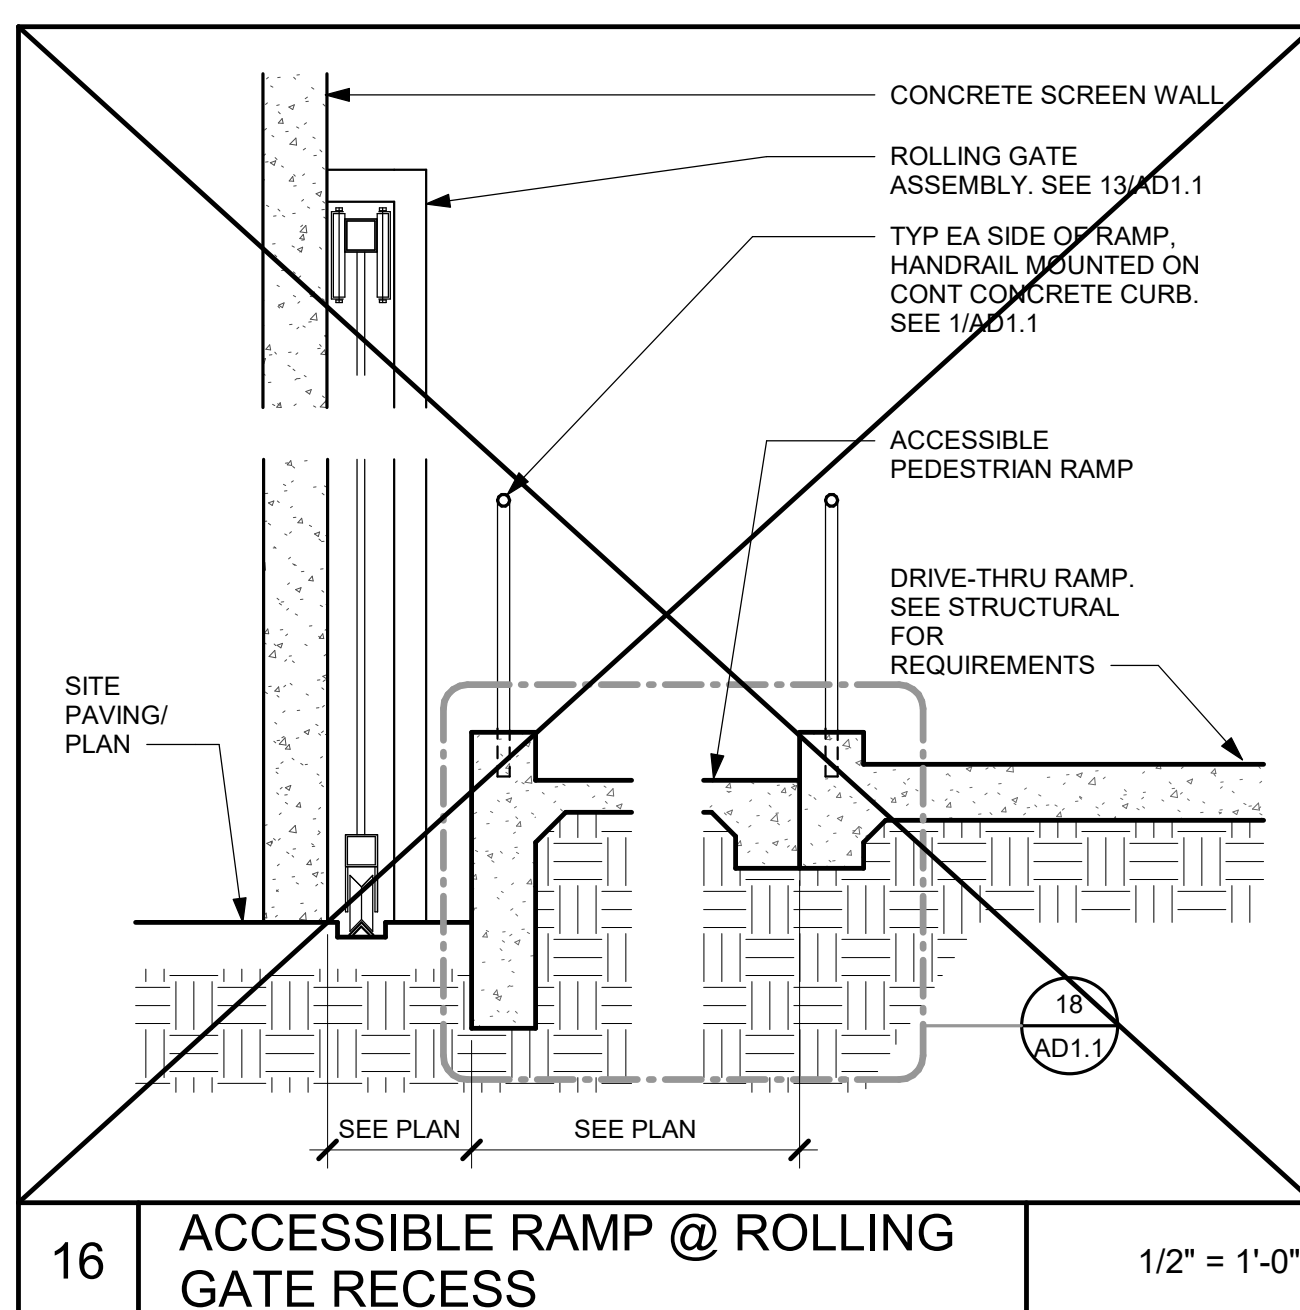 CONCRETE SCREEN WALL
ROLLING GATE
ASSEMBLY. SEE 13/AD1.1
TYP EA SIDE OF RAMP,
HANDRAIL MOUNTED ON
CONT CONCRETE CURB.
SEE 1/AD1.1
ACCESSIBLE
PEDESTRIAN RAMP
DRIVE-THRU RAMP.
SEE STRUCTURAL
FOR
REQUIREMENTS
SITE
PAVING/
PLAN
18
AD1.1
SEE PLAN
SEE PLAN
16
ACCESSIBLE RAMP @ ROLLING
GATE RECESS
1/2" = 1'-0"